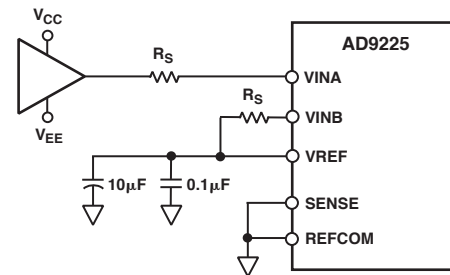 VCC
AD9225
RS
VINA
RS
VINB
VEE
VREF
10µF
0.1µF
SENSE
REFCOM